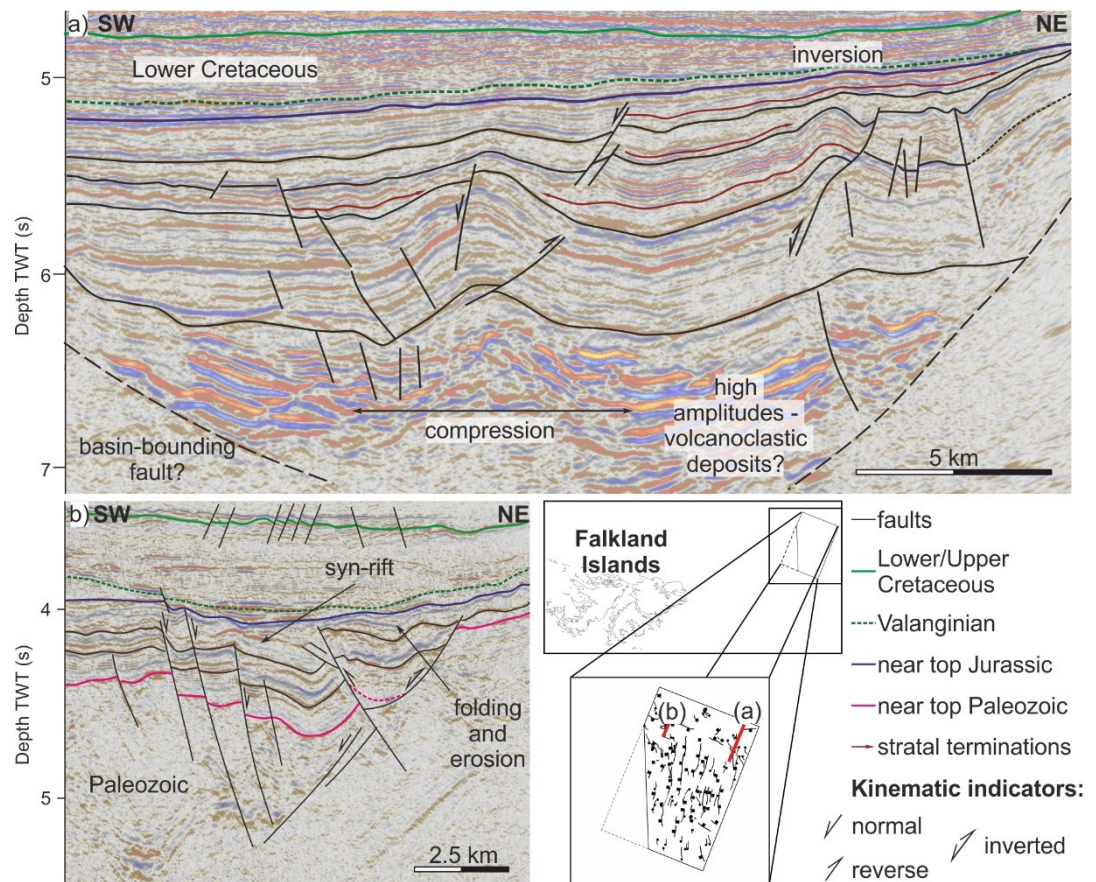 a) SW
NE
Lower Cretaceous
inversion
5
6
7
Depth TWT (s)
compression
high
amplitudes -
volcanoclastic
deposits?
basin-bounding
fault?
5 km
b) SW
NE
syn-rift
4
5
Depth TWT (s)
folding
and
erosion
Paleozoic
2.5 km
Falkland
Islands
(b)
(a)
faults
Lower/Upper
Cretaceous
Valanginian
near top Jurassic
near top Paleozoic
stratal terminations
Kinematic indicators:
normal
inverted
reverse